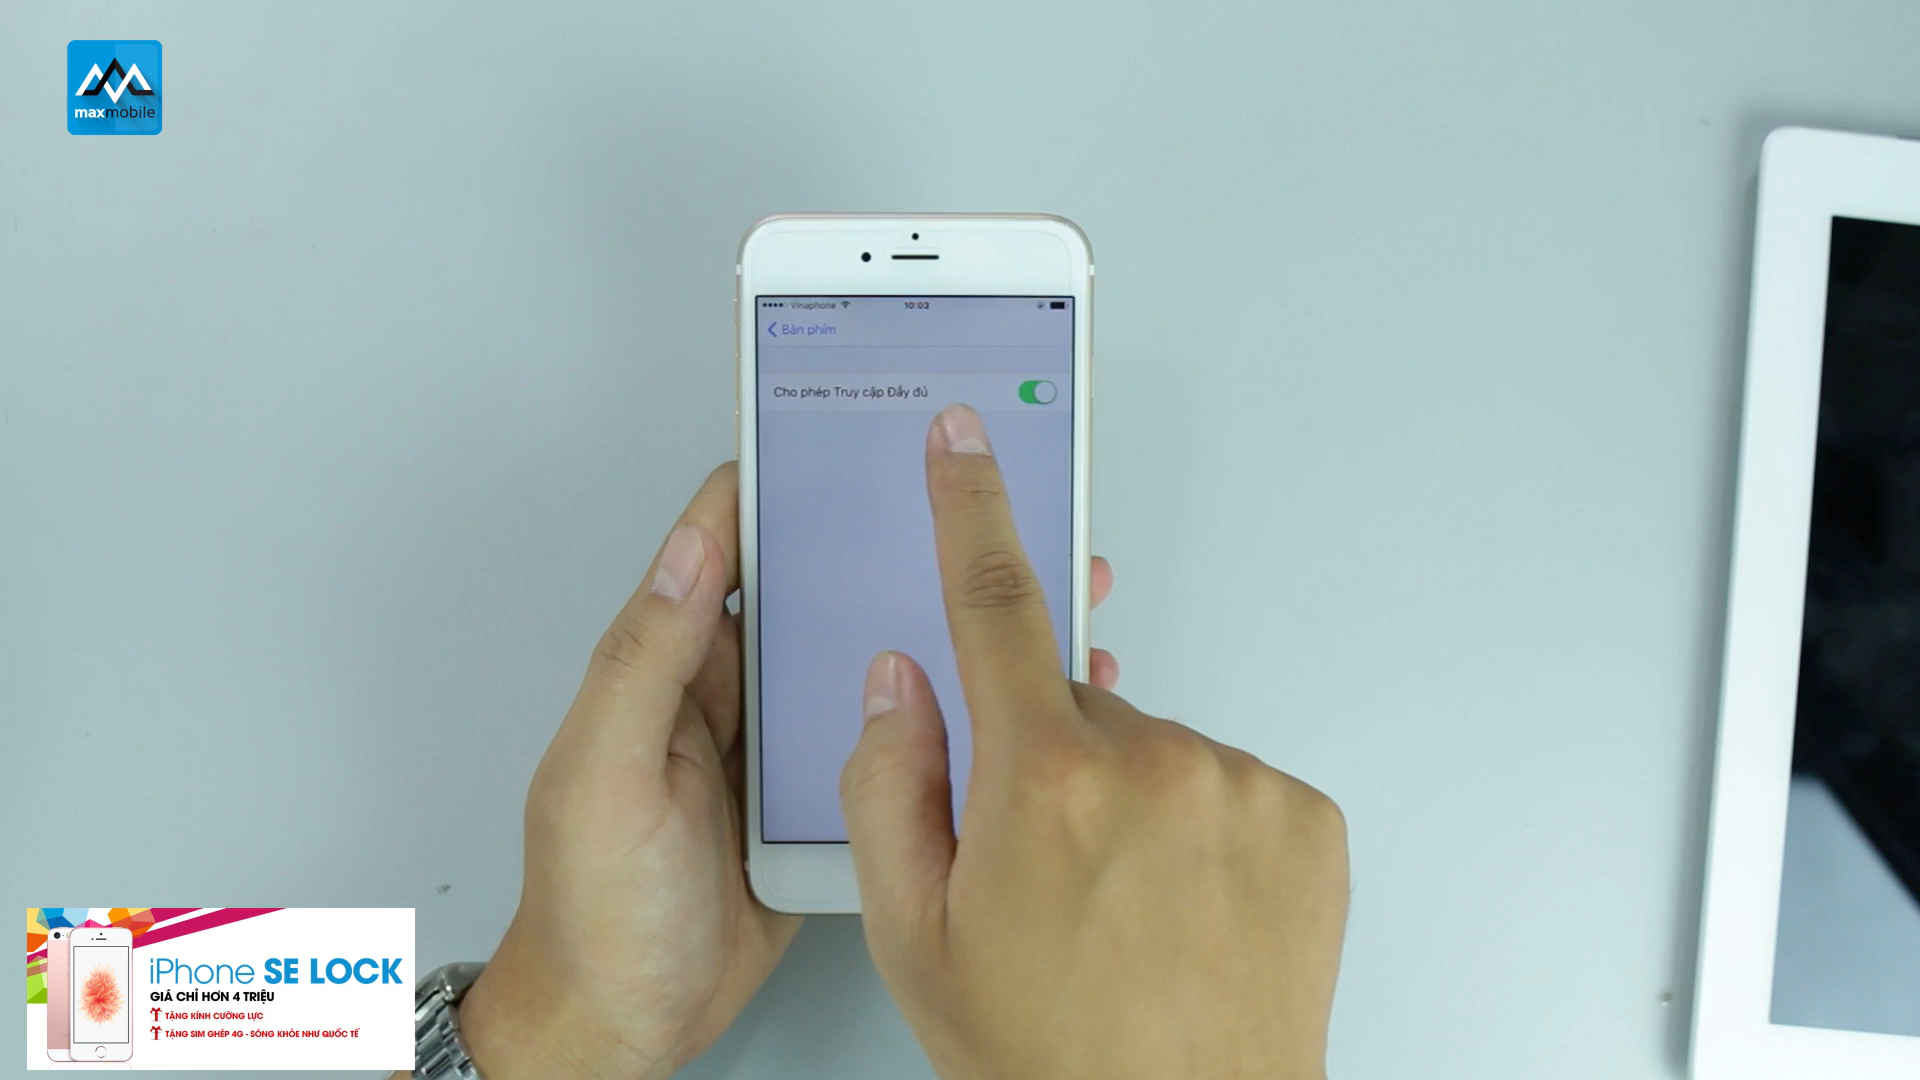 maxmobile
Vinaphone 10:03
Bàn phím
Cho phép Truy cập Đầy đủ
iPhone SE LOCK
GIÁ CHỈ HƠN 4 TRIỆU
TẶNG KÍNH CƯỜNG LỰC
TẶNG SIM GHÉP 4G - SÓNG KHỎE NHƯ QUỐC TẾ